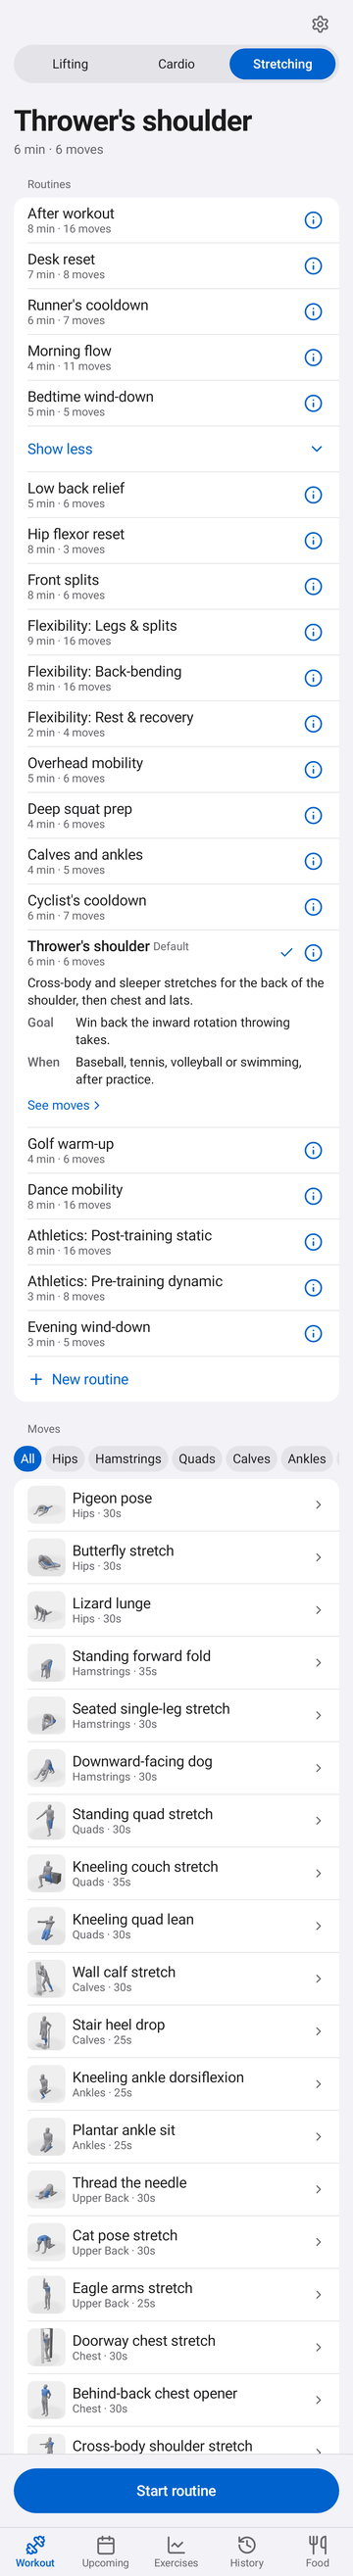 Lifting
Cardio
Stretching
Thrower's shoulder
6 min · 6 moves
Routines
After workout
8 min · 16 moves
Desk reset
7 min · 8 moves
Runner's cooldown
6 min · 7 moves
Morning flow
4 min · 11 moves
Bedtime wind-down
5 min · 5 moves
Show less
Low back relief
5 min · 6 moves
Hip flexor reset
8 min · 3 moves
Front splits
8 min · 6 moves
Flexibility: Legs & splits
9 min · 16 moves
Flexibility: Back-bending
8 min · 16 moves
Flexibility: Rest & recovery
2 min · 4 moves
Overhead mobility
5 min · 6 moves
Deep squat prep
4 min · 6 moves
Calves and ankles
4 min · 5 moves
Cyclist's cooldown
6 min · 7 moves
Thrower's shoulder Default
6 min · 6 moves
Cross-body and sleeper stretches for the back of the
shoulder, then chest and lats.
Goal Win back the inward rotation throwing
takes.
When Baseball, tennis, volleyball or swimming,
after practice.
See moves
Golf warm-up
4 min · 6 moves
Dance mobility
8 min · 16 moves
Athletics: Post-training static
8 min · 16 moves
Athletics: Pre-training dynamic
3 min · 8 moves
Evening wind-down
3 min · 5 moves
New routine
Moves
All
Hips
Hamstrings
Quads
Calves
Ankles
Pigeon pose
Hips · 30s
Butterfly stretch
Hips · 30s
Lizard lunge
Hips · 30s
Standing forward fold
Hamstrings · 35s
Seated single-leg stretch
Hamstrings · 30s
Downward-facing dog
Hamstrings · 30s
Standing quad stretch
Quads · 30s
Kneeling couch stretch
Quads · 35s
Kneeling quad lean
Quads · 30s
Wall calf stretch
Calves · 30s
Stair heel drop
Calves · 25s
Kneeling ankle dorsiflexion
Ankles · 25s
Plantar ankle sit
Ankles · 25s
Thread the needle
Upper Back · 30s
Cat pose stretch
Upper Back · 30s
Eagle arms stretch
Upper Back · 25s
Doorway chest stretch
Chest · 30s
Behind-back chest opener
Chest · 30s
Cross-body shoulder stretch
Start routine
Workout
Upcoming
Exercises
History
Food